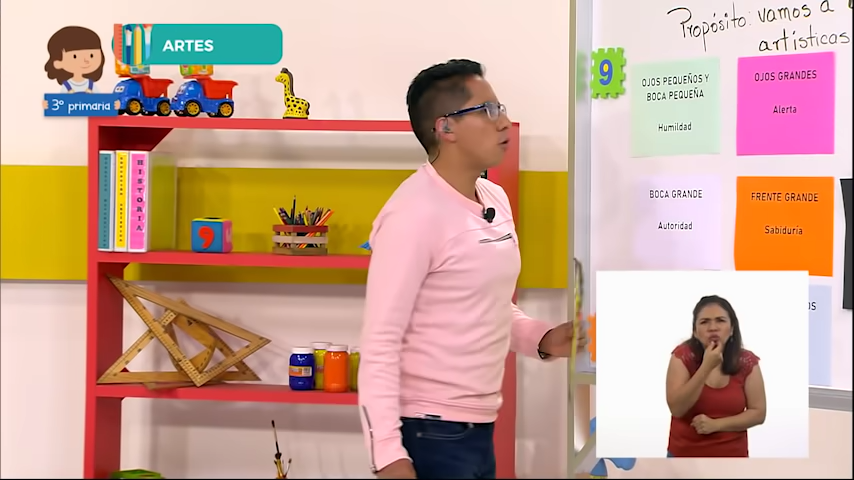 ARTES
3° primaria
Propósito: vamos a
artísticas
9
OJOS PEQUEÑOS Y
BOCA PEQUEÑA
Humildad
OJOS GRANDES
Alerta
BOCA GRANDE
Autoridad
FRENTE GRANDE
Sabiduría
HISTORIA
9